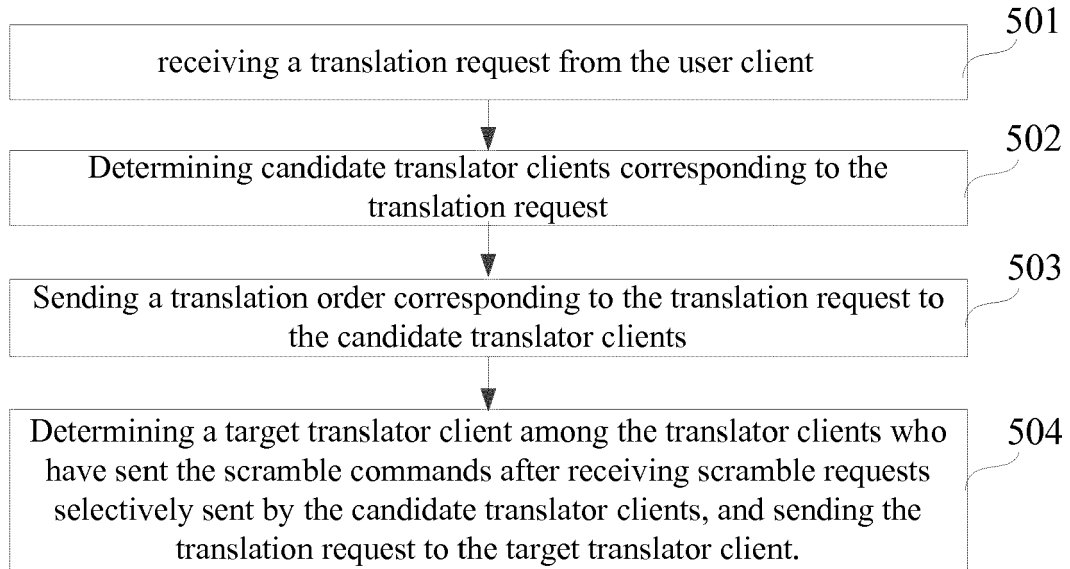 501
receiving a translation request from the user client
502
Determining candidate translator clients corresponding to the
translation request
503
Sending a translation order corresponding to the translation request to
the candidate translator clients
504
Determining a target translator client among the translator clients who
have sent the scramble commands after receiving scramble requests
selectively sent by the candidate translator clients, and sending the
translation request to the target translator client.